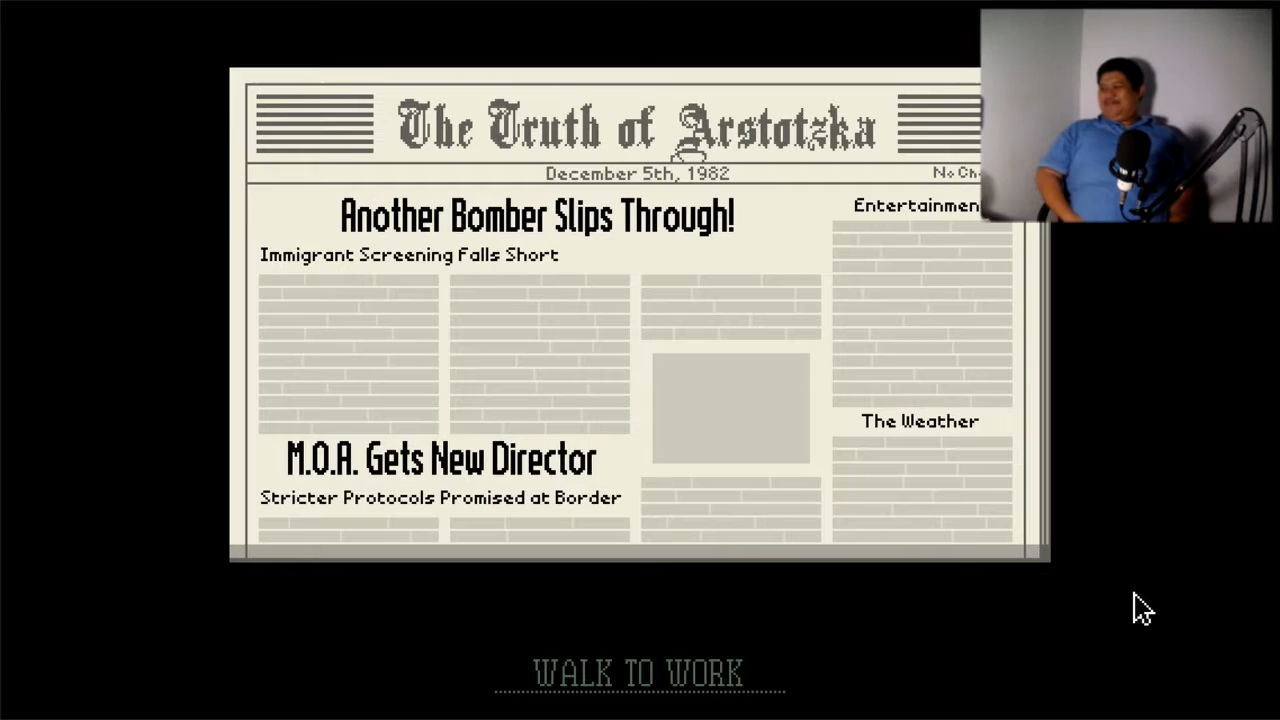 The Truth of Arstotzka
December 5th, 1982
Another Bomber Slips Through!
Immigrant Screening Falls Short
M.O.A. Gets New Director
Stricter Protocols Promised at Border
The Weather
WALK TO WORK